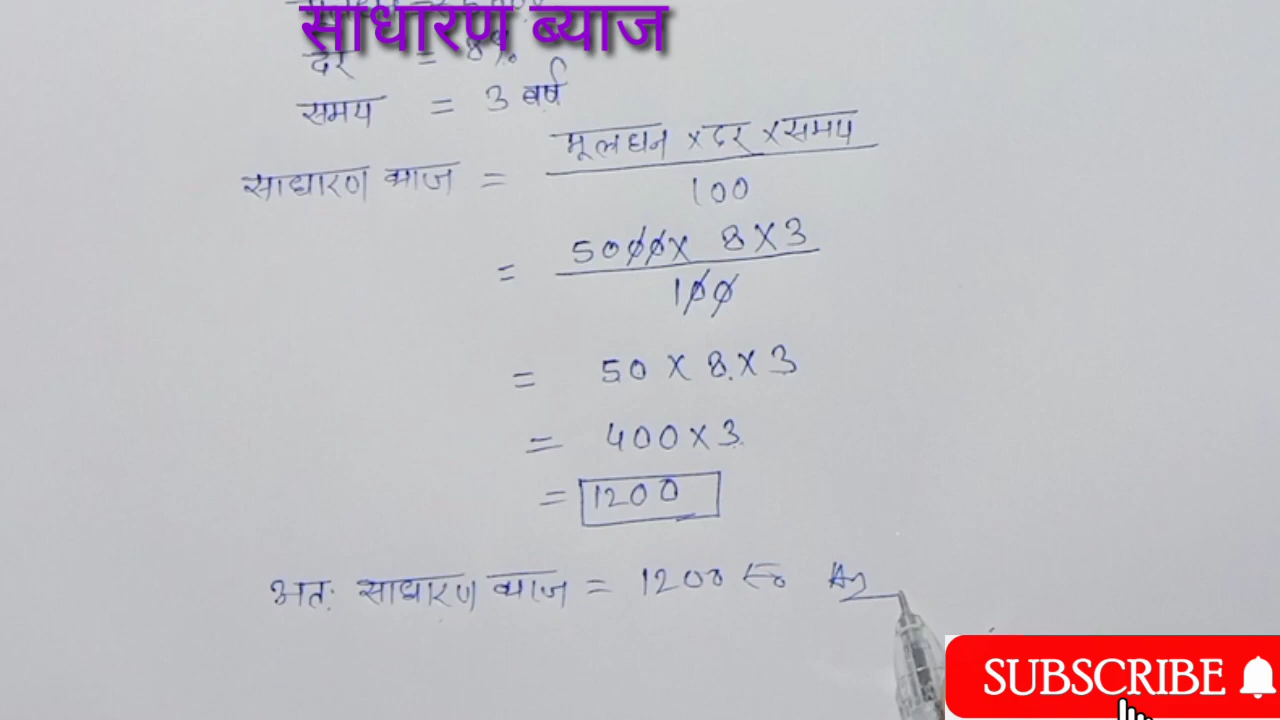 साधारण ब्याज
दर = 8%
समय = 3 वर्ष
साधारण ब्याज = मूलधन × दर × समय
100
= 5000 × 8 × 3
100
= 50 × 8 × 3
= 400 × 3
= 1200
अतः साधारण ब्याज = 1200 रु०
SUBSCRIBE